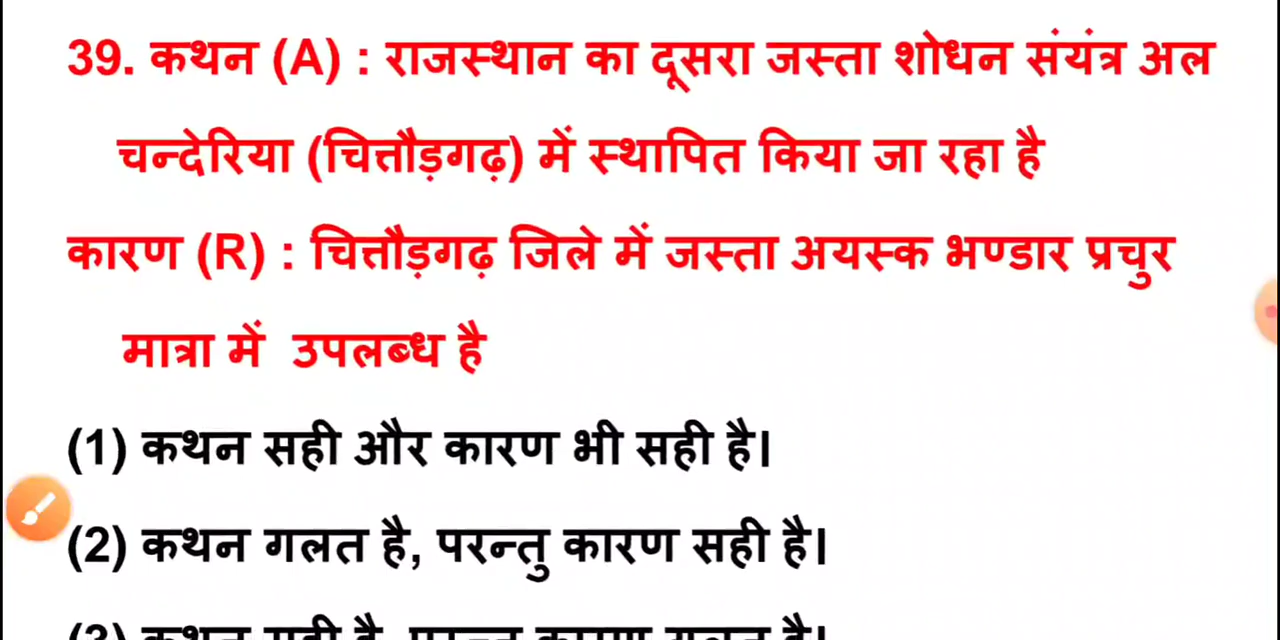 39. कथन (A) : राजस्थान का दूसरा जस्ता शोधन संयंत्र अल
चन्देरिया (चित्तौड़गढ़) में स्थापित किया जा रहा है
कारण (R) : चित्तौड़गढ़ जिले में जस्ता अयस्क भण्डार प्रचुर
मात्रा में उपलब्ध है
(1) कथन सही और कारण भी सही है।
(2) कथन गलत है, परन्तु कारण सही है।